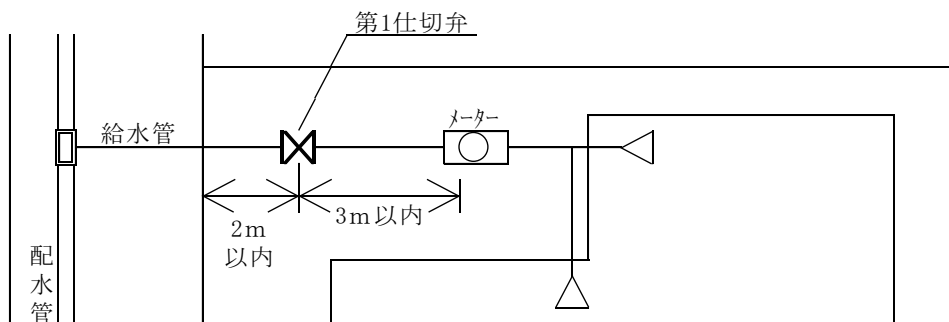 第1仕切弁
メーター
給水管
2m
以内
3m以内
配
水
管